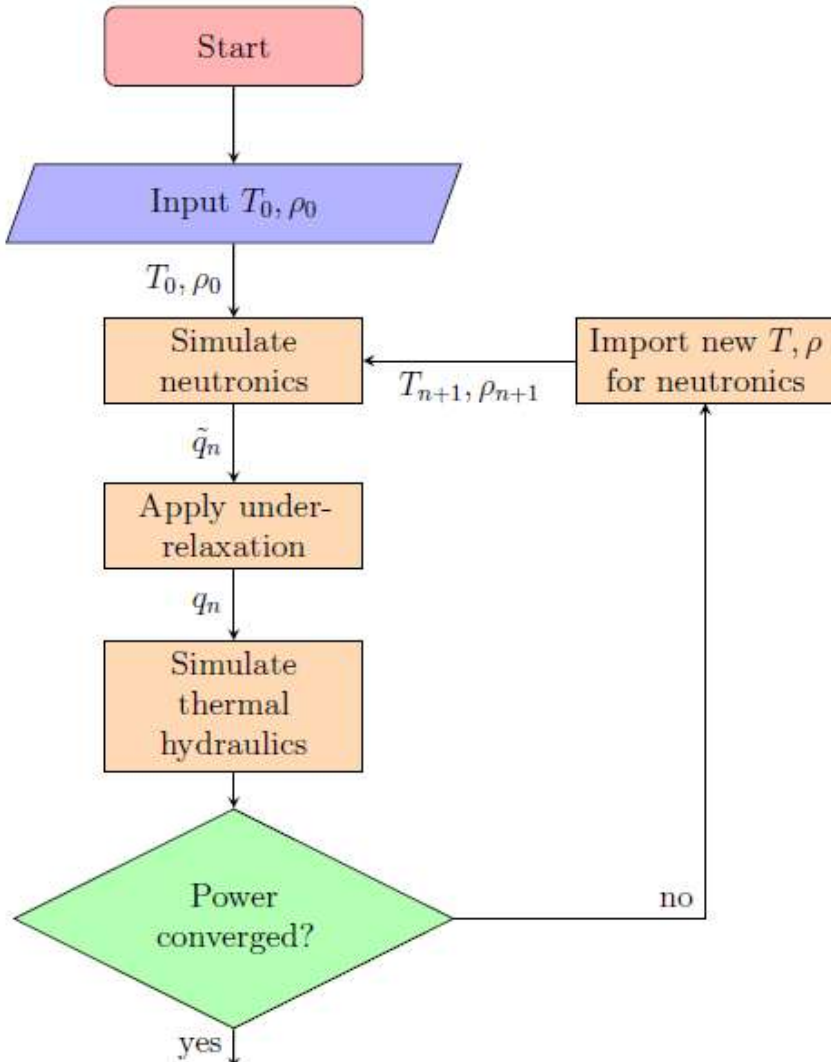 Start
Input T₀, ρ₀
T₀, ρ₀
Simulate
neutronics
Import new T, ρ
for neutronics
Tₙ₊₁, ρₙ₊₁
q̃ₙ
Apply under-
relaxation
qₙ
Simulate
thermal
hydraulics
Power
converged?
no
yes